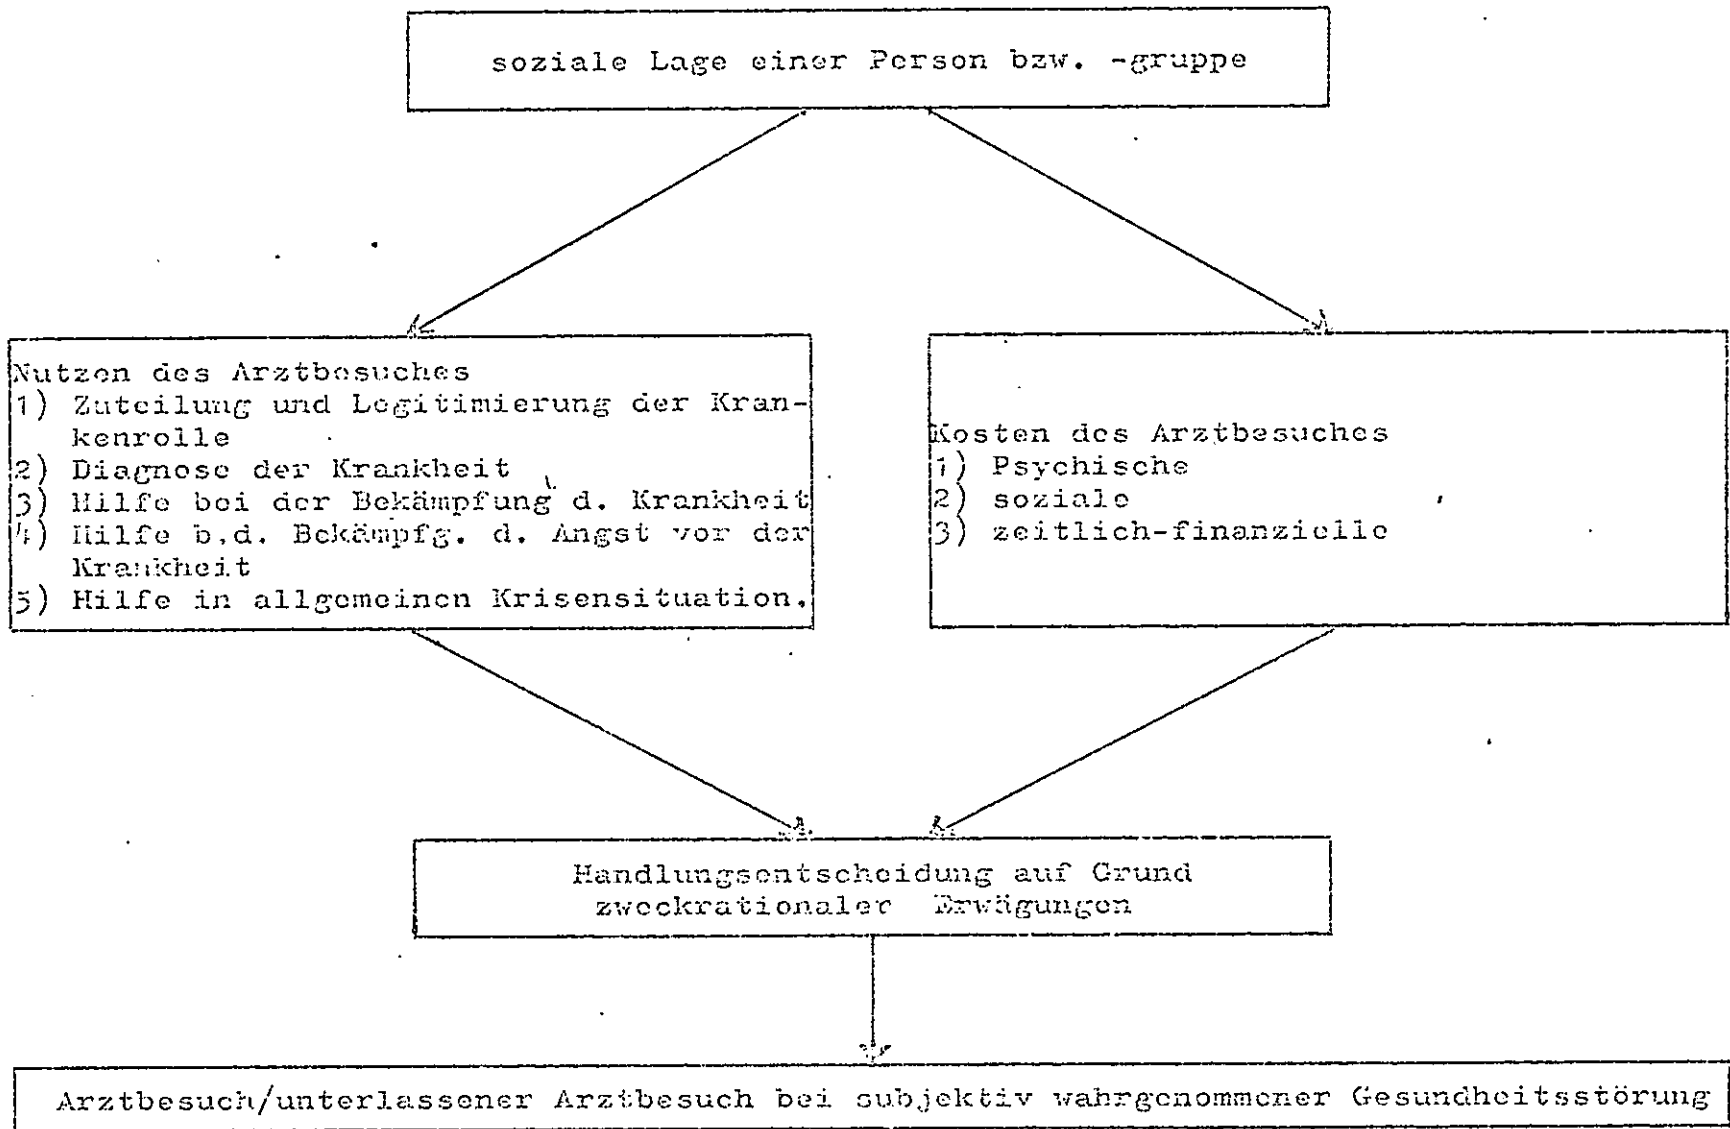 soziale Lage einer Person bzw. -gruppe
Nutzen des Arztbesuches
1) Zuteilung und Legitimierung der Kran-
kenrolle
2) Diagnose der Krankheit
3) Hilfe bei der Bekämpfung d. Krankheit
4) Hilfe b.d. Bekämpfg. d. Angst vor der
Krankheit
5) Hilfe in allgemeinen Krisensituation.
Kosten des Arztbesuches
1) Psychische
2) soziale
3) zeitlich-finanzielle
Handlungsentscheidung auf Grund
zweckrationaler Erwägungen
Arztbesuch/unterlassener Arztbesuch bei subjektiv wahrgenommener Gesundheitsstörung